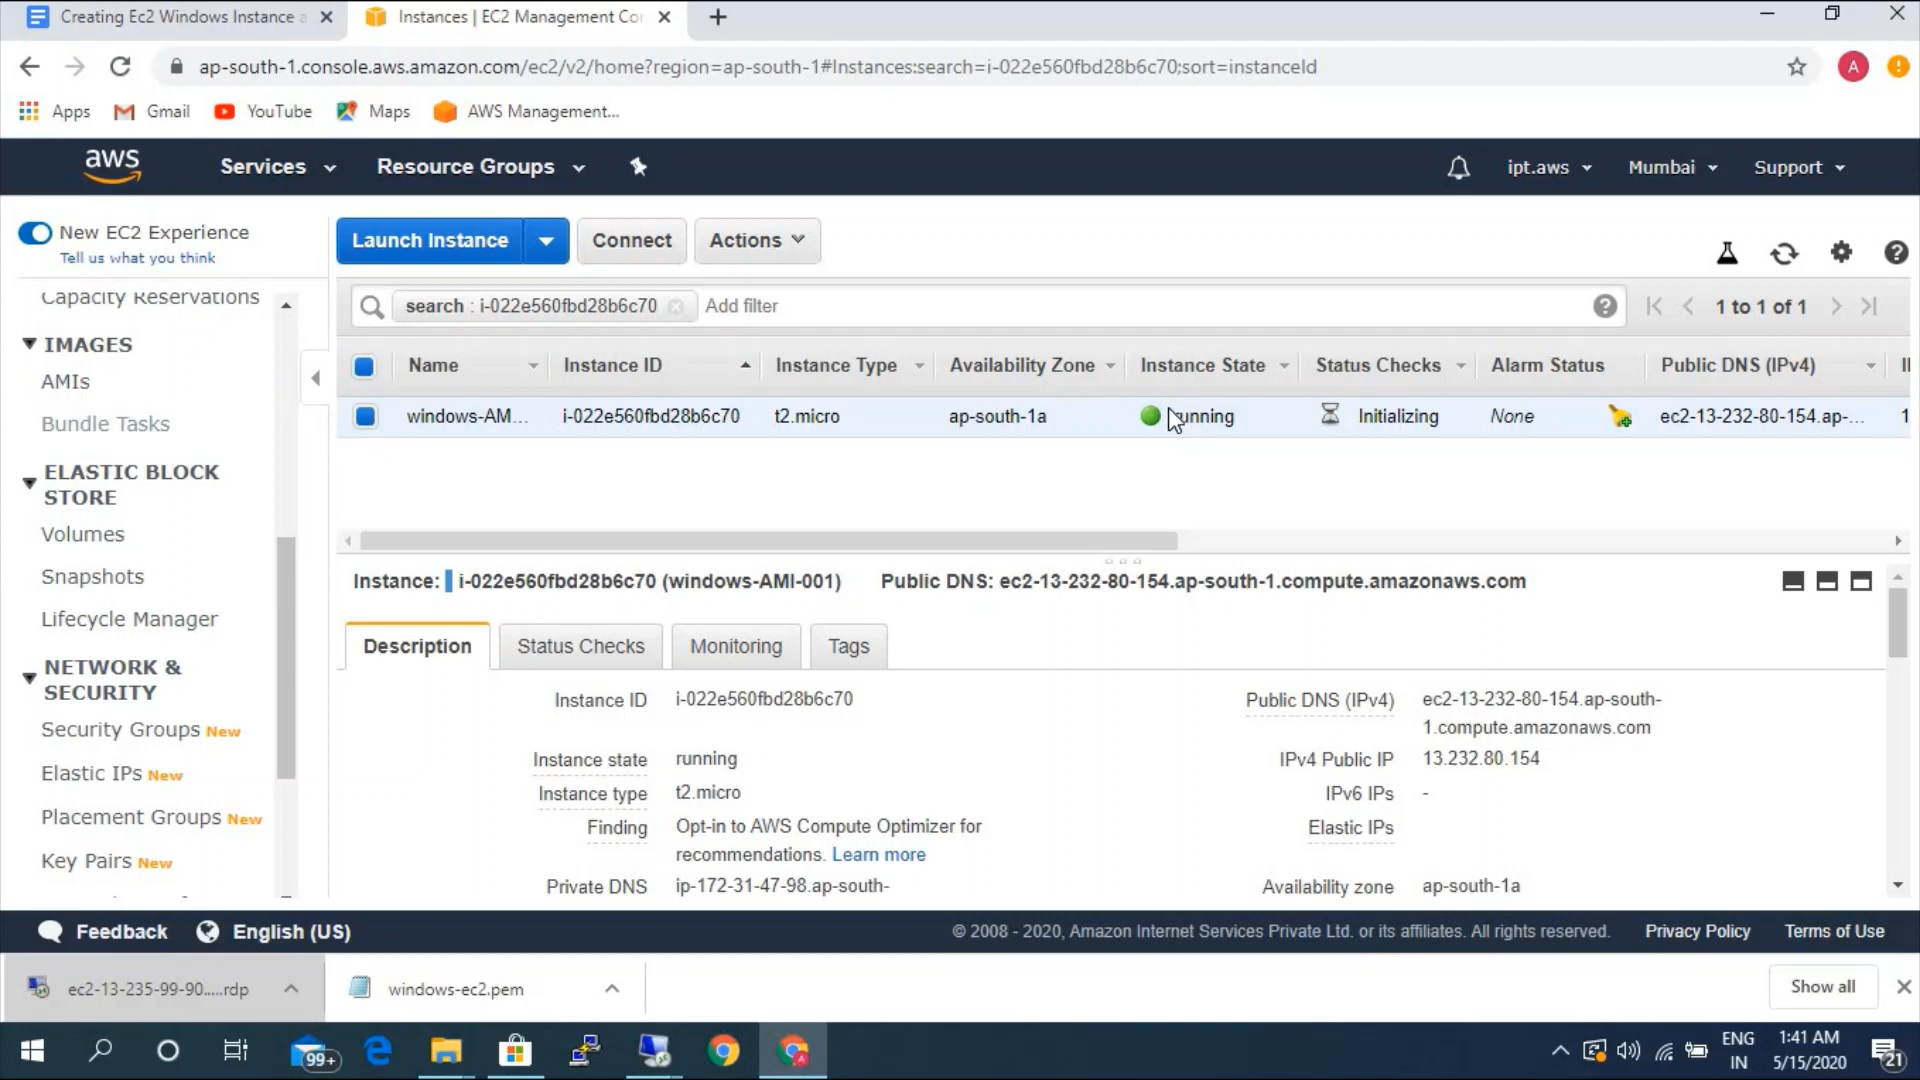 Creating Ec2 Windows Instance a
Instances | EC2 Management Co
ap-south-1.console.aws.amazon.com/ec2/v2/home?region=ap-south-1#Instances:search=i-022e560fbd28b6c70;sort=instanceId
A
Apps Gmail YouTube Maps AWS Management...
aws Services Resource Groups ipt.aws Mumbai Support
New EC2 Experience
Tell us what you think
Capacity Reservations
IMAGES
AMIs
Bundle Tasks
ELASTIC BLOCK
STORE
Volumes
Snapshots
Lifecycle Manager
NETWORK &
SECURITY
Security Groups New
Elastic IPs New
Placement Groups New
Key Pairs New
Launch Instance Connect Actions
search : i-022e560fbd28b6c70 Add filter 1 to 1 of 1
Name Instance ID Instance Type Availability Zone Instance State Status Checks Alarm Status Public DNS (IPv4)
windows-AM... i-022e560fbd28b6c70 t2.micro ap-south-1a running Initializing None ec2-13-232-80-154.ap-... 1
Instance: i-022e560fbd28b6c70 (windows-AMI-001) Public DNS: ec2-13-232-80-154.ap-south-1.compute.amazonaws.com
Description Status Checks Monitoring Tags
Instance ID i-022e560fbd28b6c70
Instance state running
Instance type t2.micro
Finding Opt-in to AWS Compute Optimizer for
recommendations. Learn more
Private DNS ip-172-31-47-98.ap-south-
Public DNS (IPv4) ec2-13-232-80-154.ap-south-
1.compute.amazonaws.com
IPv4 Public IP 13.232.80.154
IPv6 IPs -
Elastic IPs
Availability zone ap-south-1a
Feedback English (US) © 2008 - 2020, Amazon Internet Services Private Ltd. or its affiliates. All rights reserved. Privacy Policy Terms of Use
ec2-13-235-99-90.....rdp windows-ec2.pem Show all
99+
ENG
IN
1:41 AM
5/15/2020
21